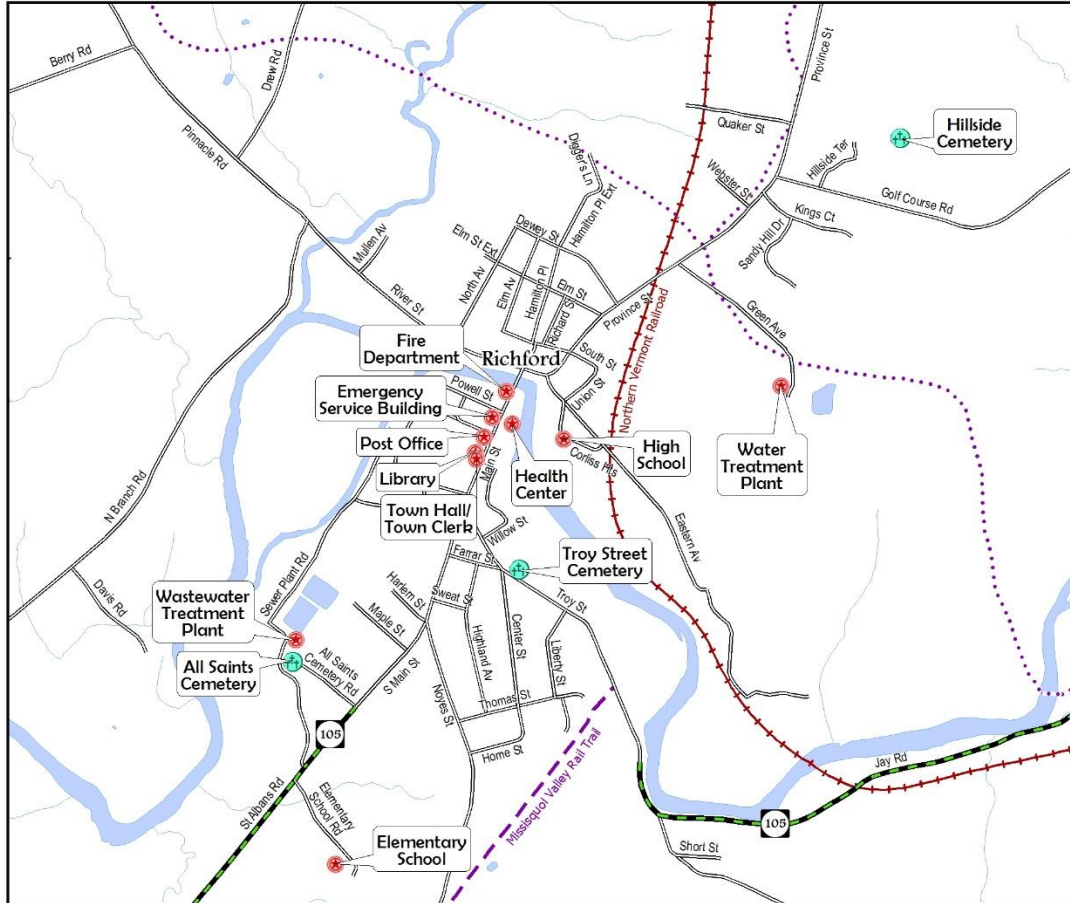 Berry Rd
Drew Rd
Pinnacle Rd
Province St
Quaker St
Hillside
Cemetery
Hillside Ter
Webster St
Golf Course Rd
Kings Ct
Sandy Hill Dr
Digger's Ln
Hamilton Pl Ext
Dewey St
Elm St Ext
Mullen Av
North Av
Elm Av
Hamilton Pl
Elm St
Richard St
Province St
River St
Green Ave
Fire
Department
Richford
South St
Union St
Northern Vermont Railroad
Powell St
Emergency
Service Building
Post Office
Library
Main St
Health
Center
High
School
Corliss Hts
Water
Treatment
Plant
Town Hall/
Town Clerk
Willow St
N Branch Rd
Eastern Av
Farrar St
Troy Street
Cemetery
Davis Rd
Sewer Plant Rd
Wastewater
Treatment
Plant
Harlem St
Sweat St
Maple St
Troy St
Center St
Highland Av
Liberty St
All Saints
Cemetery
All Saints
Cemetery Rd
S Main St
Noyes St
Thomas St
Home St
105
St Albans Rd
Elementary
School Rd
Missisquoi Valley Rail Trail
Jay Rd
105
Elementary
School
Short St